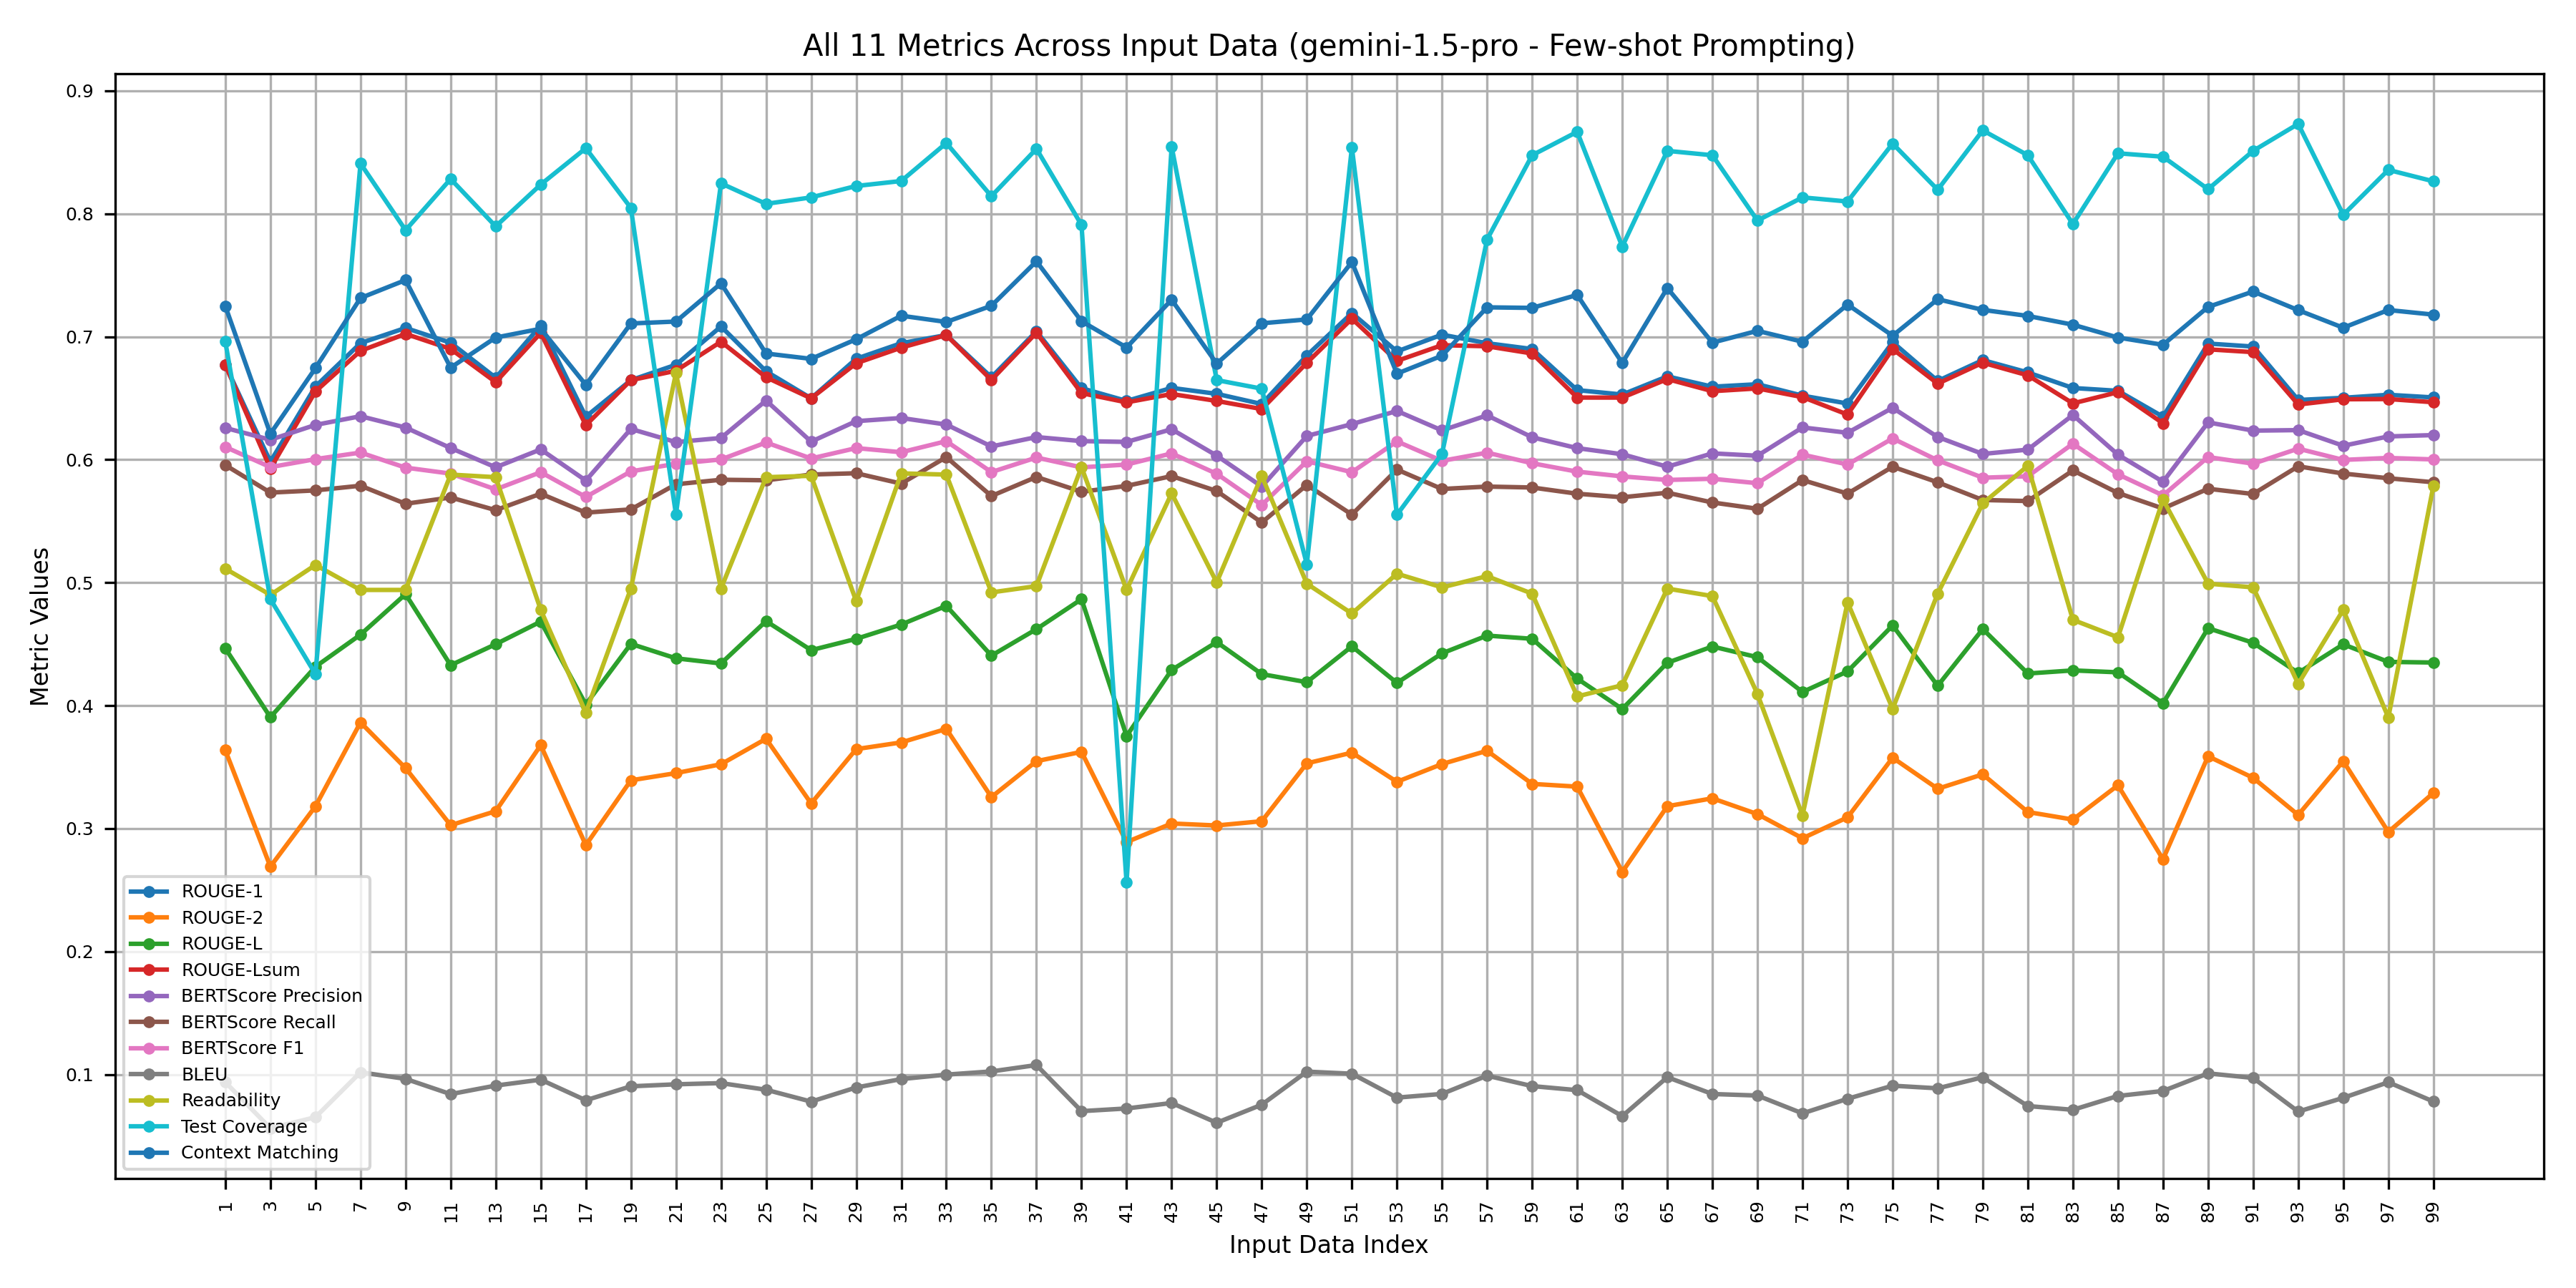 All 11 Metrics Across Input Data (gemini-1.5-pro - Few-shot Prompting)
Metric Values
0.9
0.8
0.7
0.6
0.5
0.4
0.3
0.2
0.1
ROUGE-1
ROUGE-2
ROUGE-L
ROUGE-Lsum
BERTScore Precision
BERTScore Recall
BERTScore F1
BLEU
Readability
Test Coverage
Context Matching
1 3 5 7 9 11 13 15 17 19 21 23 25 27 29 31 33 35 37 39 41 43 45 47 49 51 53 55 57 59 61 63 65 67 69 71 73 75 77 79 81 83 85 87 89 91 93 95 97 99
Input Data Index